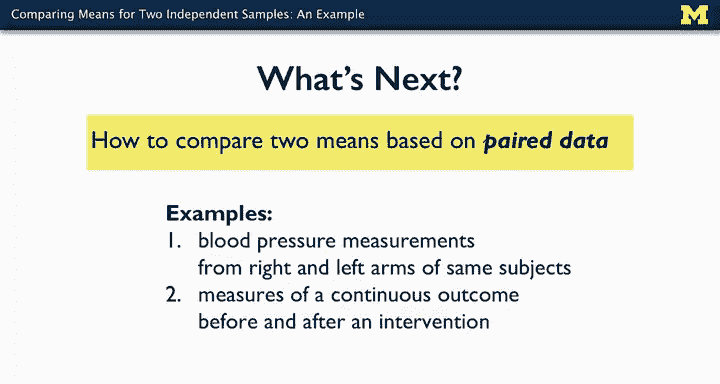 Comparing Means for Two Independent Samples: An Example
M
What's Next?
How to compare two means based on paired data
Examples:
1. blood pressure measurements
from right and left arms of same subjects
2. measures of a continuous outcome
before and after an intervention